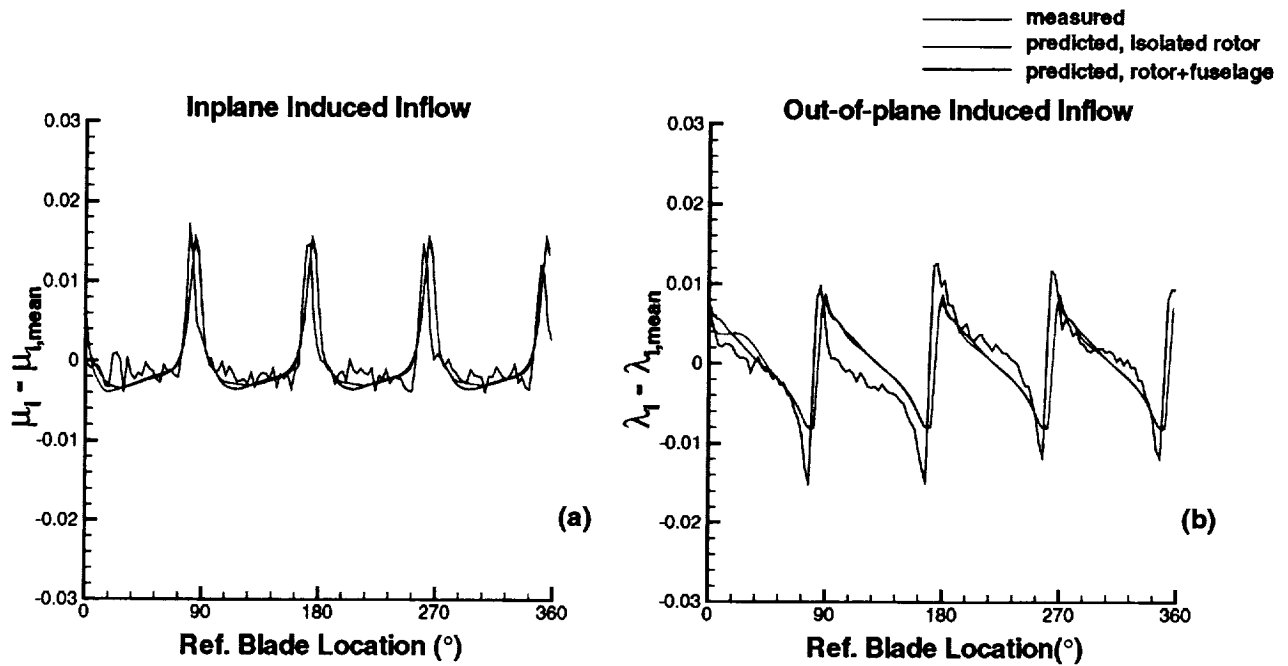 measured
predicted, isolated rotor
predicted, rotor+fuselage
Inplane Induced Inflow
0.03
0.02
0.01
0
-0.01
-0.02
-0.03
μI - μI,mean
(a)
0
90
180
270
360
Ref. Blade Location (°)
Out-of-plane Induced Inflow
0.03
0.02
0.01
0
-0.01
-0.02
-0.03
λI - λI,mean
(b)
0
90
180
270
360
Ref. Blade Location(°)